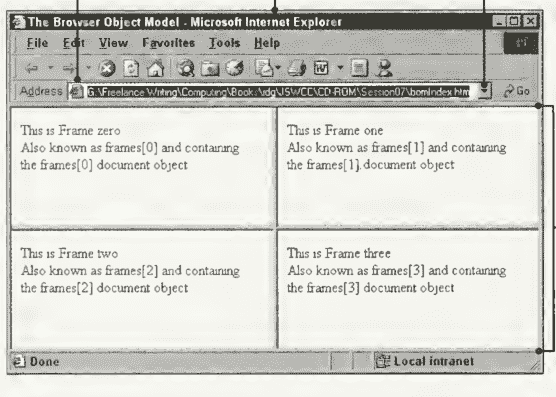 The Browser Object Model - Microsoft Internet Explorer
File Edit View Favorites Tools Help
Address G:\Freelance Writing\Computing\Books\idg\JSWCC\CD-ROM\Session07\bomIndex.htm Go
This is Frame zero
Also known as frames[0] and containing
the frames[0] document object
This is Frame one
Also known as frames[1] and containing
the frames[1] document object
This is Frame two
Also known as frames[2] and containing
the frames[2] document object
This is Frame three
Also known as frames[3] and containing
the frames[3] document object
Done Local intranet